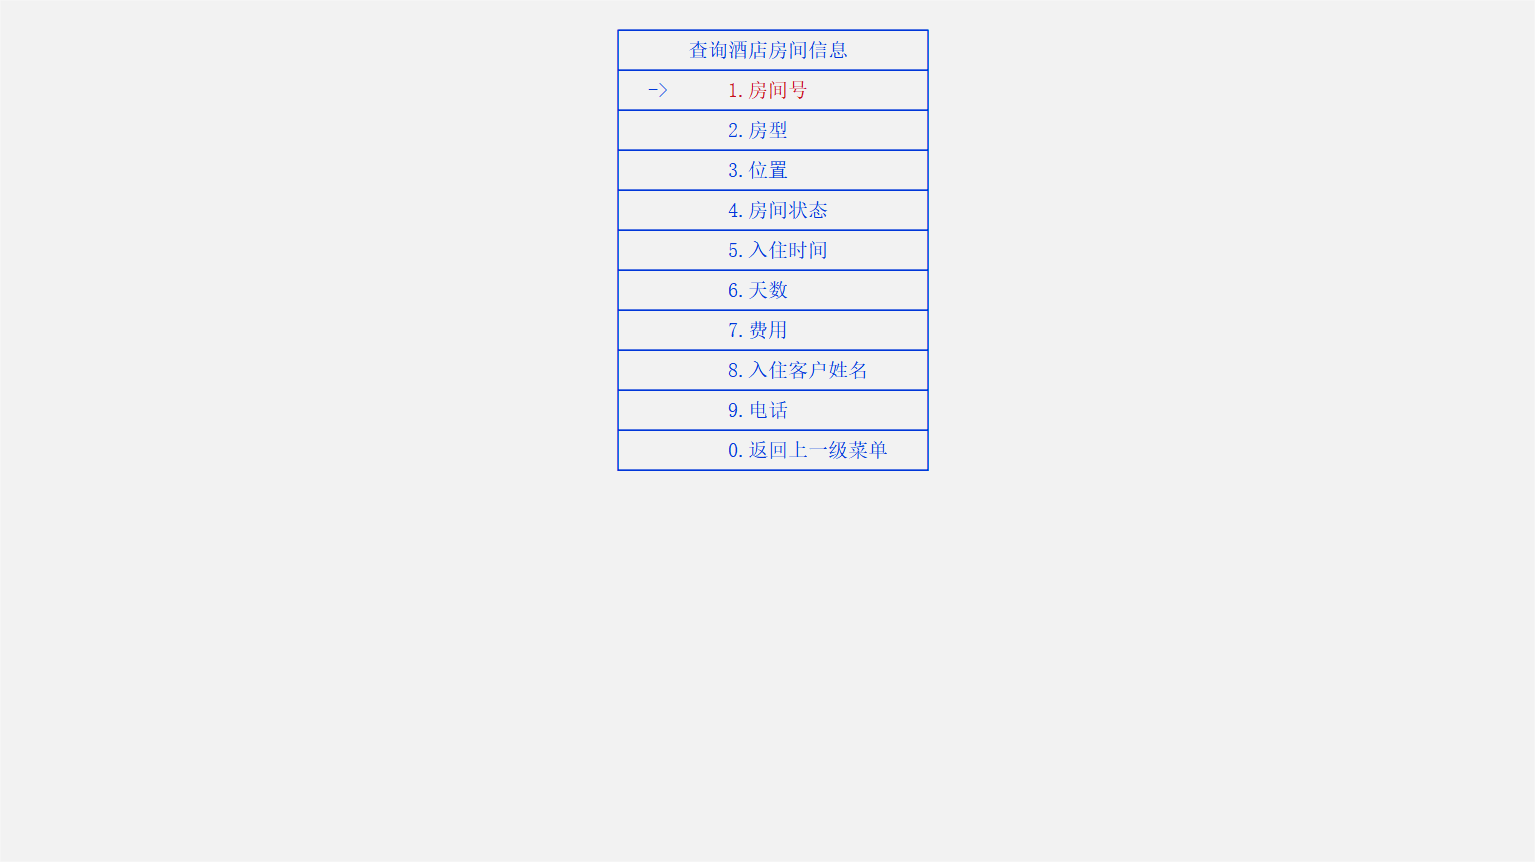 查询酒店房间信息
-> 1.房间号
2.房型
3.位置
4.房间状态
5.入住时间
6.天数
7.费用
8.入住客户姓名
9.电话
0.返回上一级菜单